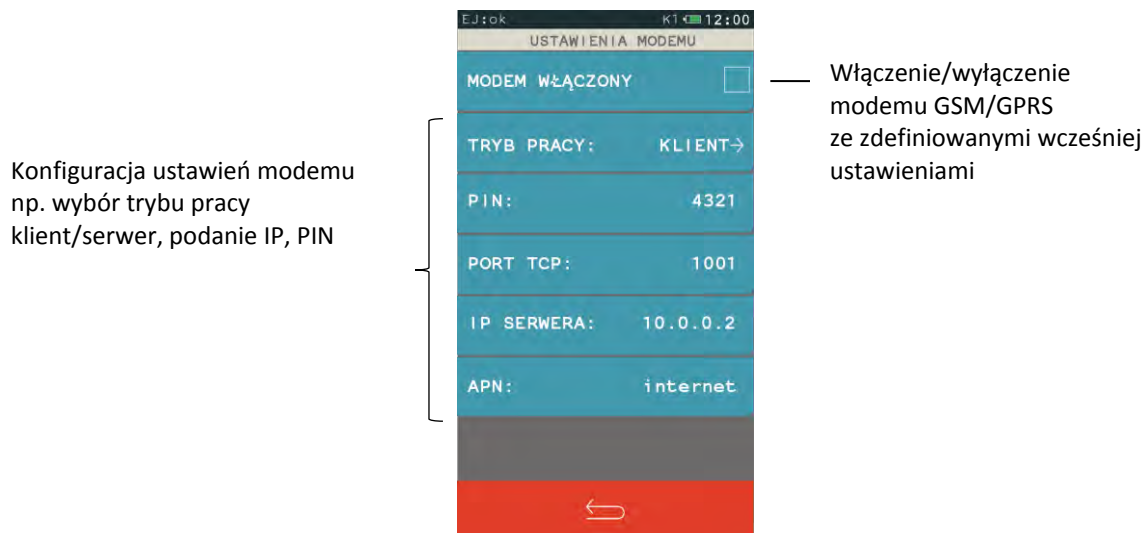 EJ:ok K1 12:00
USTAWIENIA MODEMU
MODEM WŁĄCZONY
TRYB PRACY: KLIENT→
PIN: 4321
PORT TCP: 1001
IP SERWERA: 10.0.0.2
APN: internet
Konfiguracja ustawień modemu
np. wybór trybu pracy
klient/serwer, podanie IP, PIN
Włączenie/wyłączenie
modemu GSM/GPRS
ze zdefiniowanymi wcześniej
ustawieniami